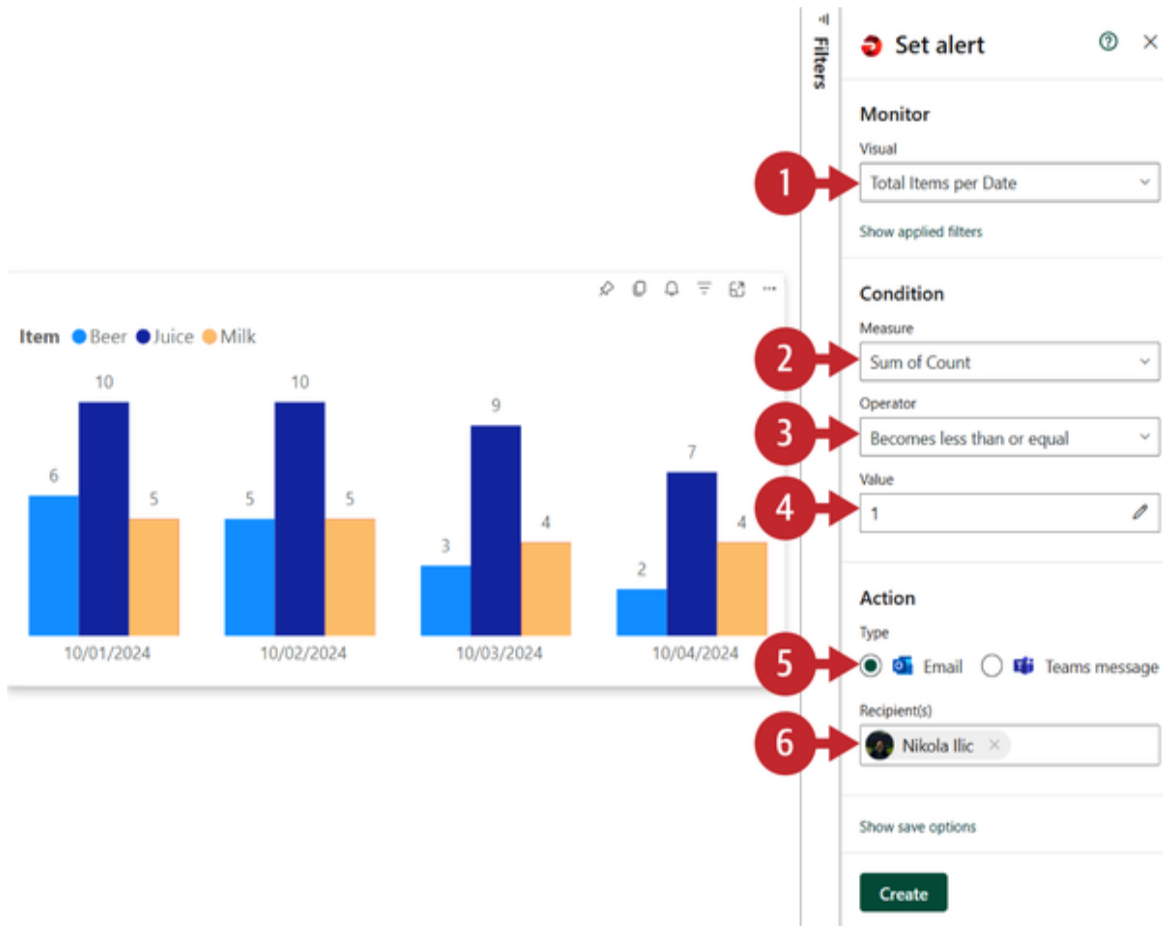 Filters
Set alert
Monitor
Visual
1
Total Items per Date
Show applied filters
Item Beer Juice Milk
10 10 9 7
6 5 5 5 3 4 2 4
10/01/2024 10/02/2024 10/03/2024 10/04/2024
Condition
Measure
2
Sum of Count
Operator
3
Becomes less than or equal
Value
4
1
Action
Type
5
Email Teams message
Recipient(s)
6
Nikola Ilic
Show save options
Create